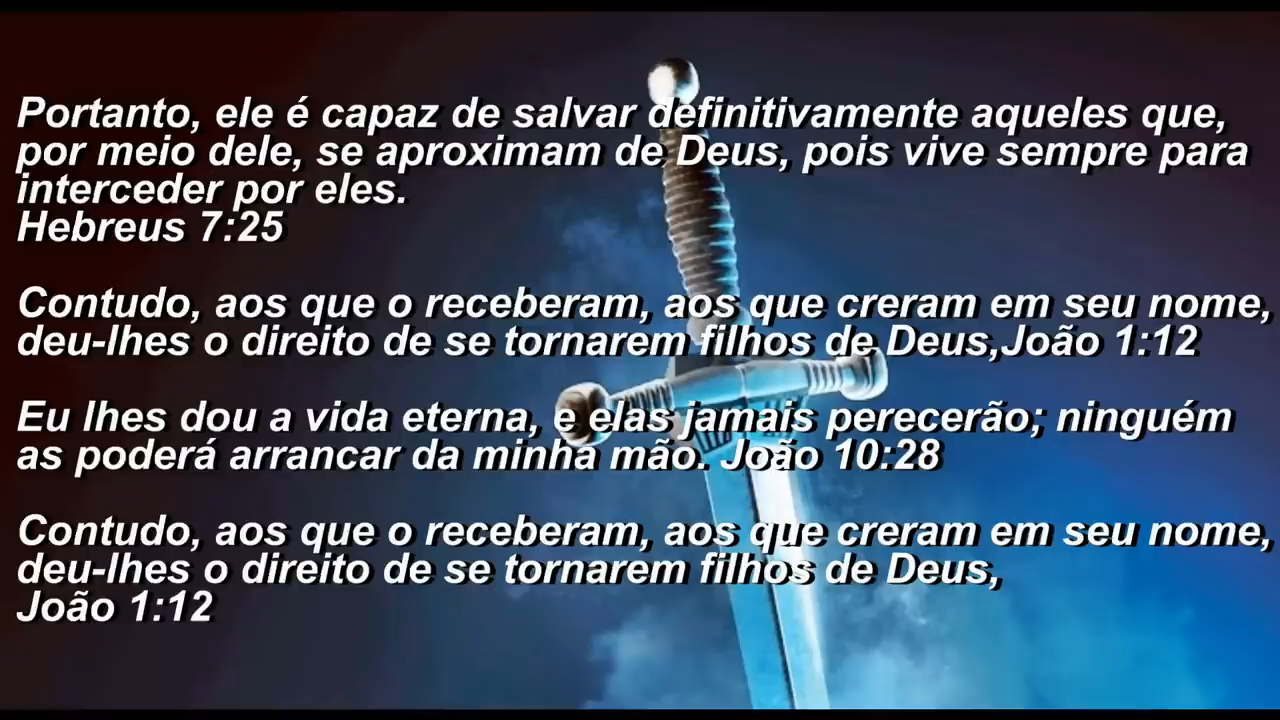 Portanto, ele é capaz de salvar definitivamente aqueles que,
por meio dele, se aproximam de Deus, pois vive sempre para
interceder por eles.
Hebreus 7:25
Contudo, aos que o receberam, aos que creram em seu nome,
deu-lhes o direito de se tornarem filhos de Deus,João 1:12
Eu lhes dou a vida eterna, e elas jamais perecerão; ninguém
as poderá arrancar da minha mão. João 10:28
Contudo, aos que o receberam, aos que creram em seu nome,
deu-lhes o direito de se tornarem filhos de Deus,
João 1:12